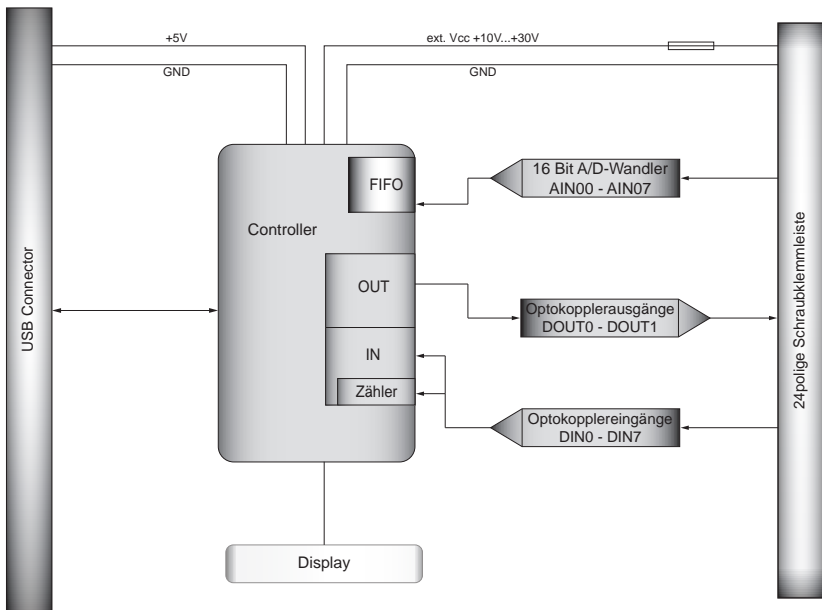 +5V
ext. Vcc +10V...+30V
GND
GND
16 Bit A/D-Wandler
AIN00 - AIN07
FIFO
Controller
OUT
Optokopplerausgänge
DOUT0 - DOUT1
IN
Zähler
Optokopplereingänge
DIN0 - DIN7
Display
USB Connector
24polige Schraubklemmleiste